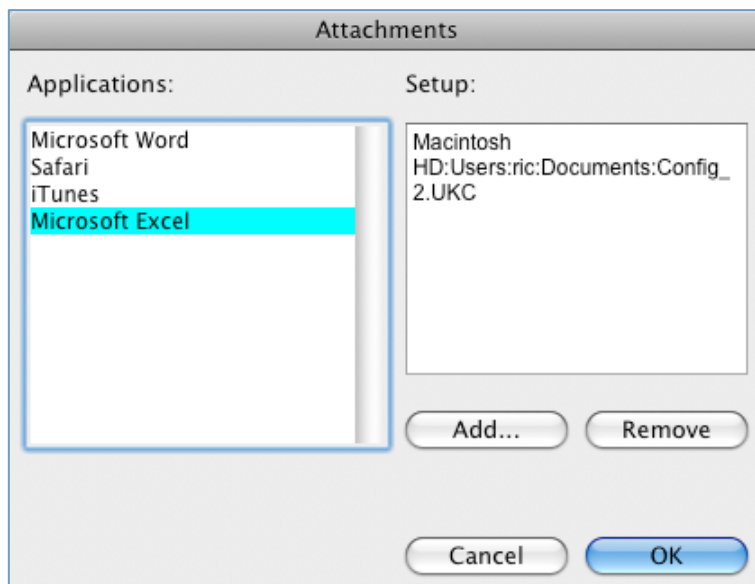 Attachments
Applications:
Microsoft Word
Safari
iTunes
Microsoft Excel
Setup:
Macintosh
HD:Users:ric:Documents:Config_
2.UKC
Add...
Remove
Cancel
OK